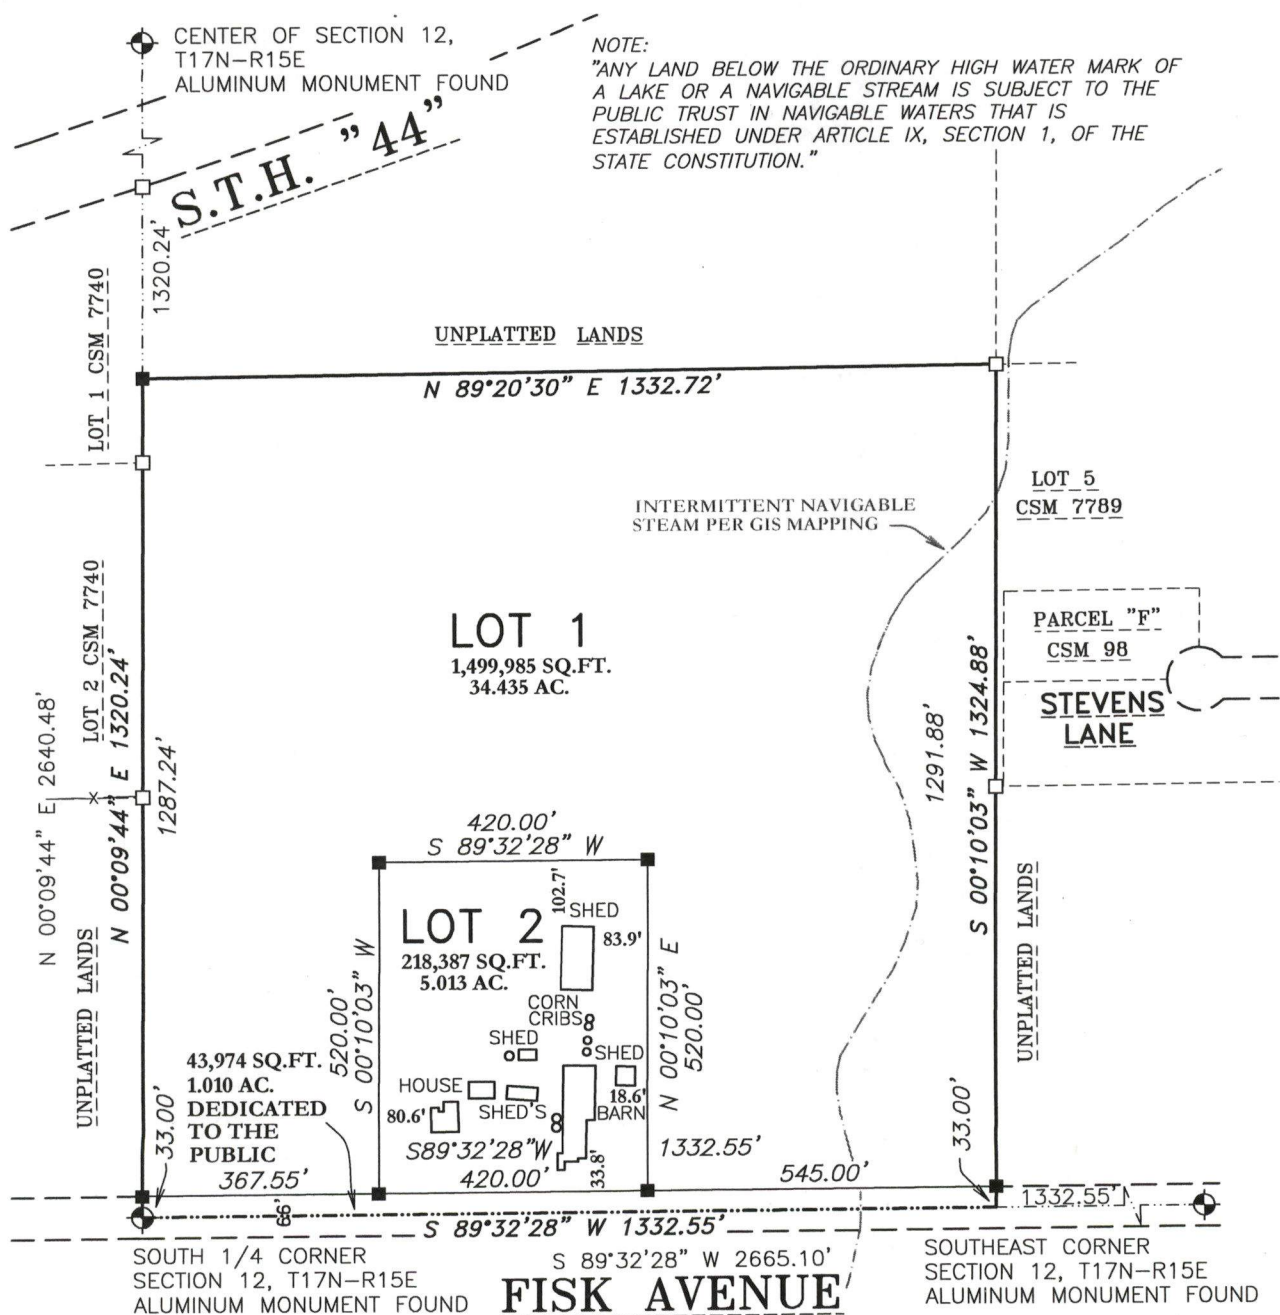 CENTER OF SECTION 12,
T17N-R15E
ALUMINUM MONUMENT FOUND
NOTE:
"ANY LAND BELOW THE ORDINARY HIGH WATER MARK OF
A LAKE OR A NAVIGABLE STREAM IS SUBJECT TO THE
PUBLIC TRUST IN NAVIGABLE WATERS THAT IS
ESTABLISHED UNDER ARTICLE IX, SECTION 1, OF THE
STATE CONSTITUTION."
S.T.H. "44"
1320.24'
LOT 1 CSM 7740
UNPLATTED LANDS
N 89°20'30" E 1332.72'
INTERMITTENT NAVIGABLE
STEAM PER GIS MAPPING
LOT 5
CSM 7789
LOT 2 CSM 7740
N 00°09'44" E 1320.24'
1287.24'
N 00°09'44" E 2640.48'
LOT 1
1,499,985 SQ.FT.
34.435 AC.
PARCEL "F"
CSM 98
STEVENS
LANE
1291.88'
S 00°10'03" W 1324.88'
420.00'
S 89°32'28" W
LOT 2
218,387 SQ.FT.
5.013 AC.
102.7'
SHED
83.9'
CORN
CRIBS
SHED
SHED
HOUSE
80.6'
SHED'S
18.6'
BARN
33.8'
520.00'
S 00°10'03" W
N 00°10'03" E
520.00'
UNPLATTED LANDS
UNPLATTED LANDS
43,974 SQ.FT.
1.010 AC.
DEDICATED
TO THE
PUBLIC
33.00'
33.00'
S89°32'28"W
1332.55'
367.55'
420.00'
545.00'
1332.55'
66'
S 89°32'28" W 1332.55'
SOUTH 1/4 CORNER
SECTION 12, T17N-R15E
ALUMINUM MONUMENT FOUND
S 89°32'28" W 2665.10'
FISK AVENUE
SOUTHEAST CORNER
SECTION 12, T17N-R15E
ALUMINUM MONUMENT FOUND